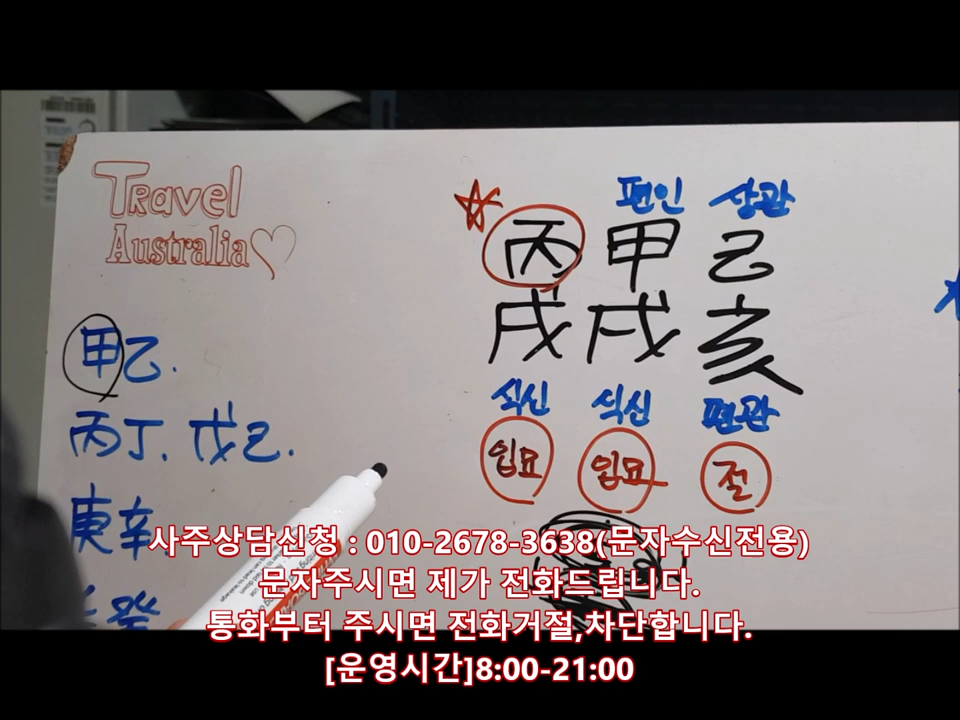 Travel
Australia
편인 상관
丙 甲 己
戌 戌 亥
식신 식신 편관
입묘 입묘 절
甲乙.
丙丁. 戊己.
庚辛
癸
사주상담신청 : 010-2678-3638(문자수신전용)
문자주시면 제가 전화드립니다.
통화부터 주시면 전화거절,차단합니다.
[운영시간]8:00-21:00